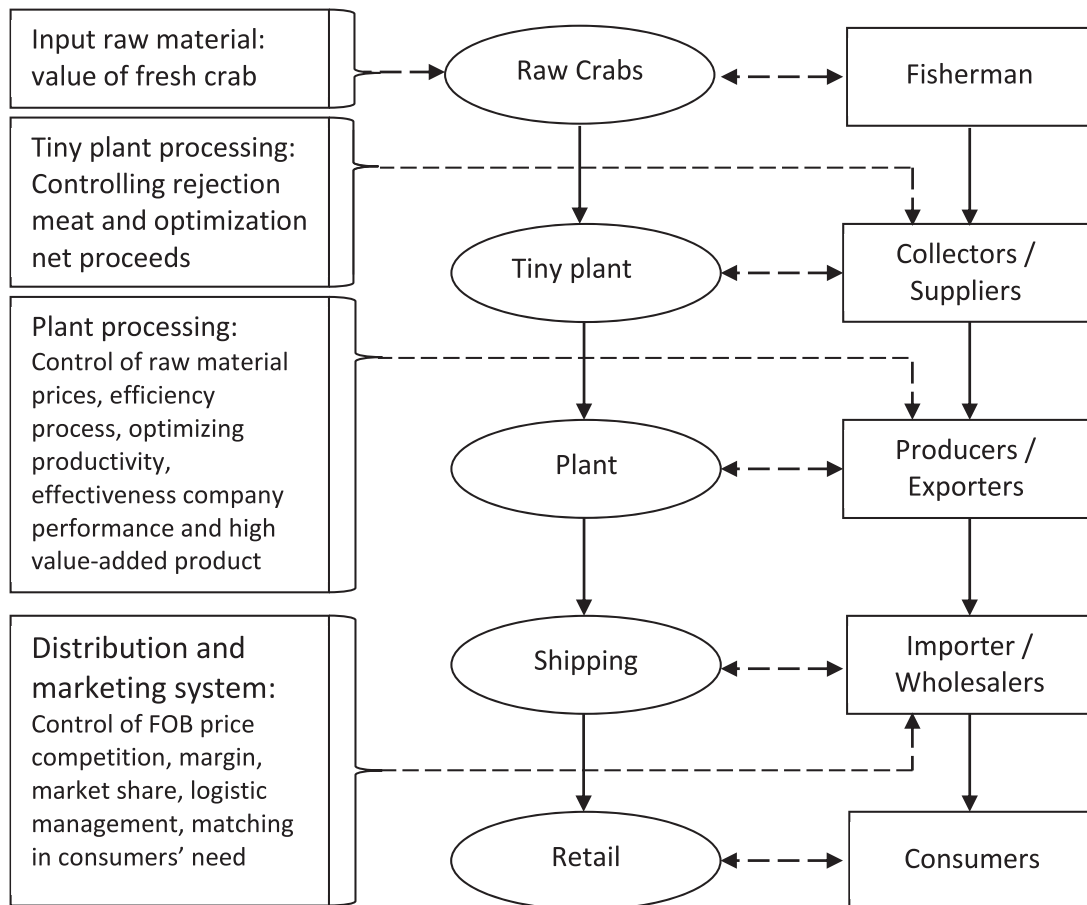 Input raw material:
value of fresh crab
Raw Crabs
Fisherman
Tiny plant processing:
Controlling rejection
meat and optimization
net proceeds
Tiny plant
Collectors /
Suppliers
Plant processing:
Control of raw material
prices, efficiency
process, optimizing
productivity,
effectiveness company
performance and high
value-added product
Plant
Producers /
Exporters
Distribution and
marketing system:
Control of FOB price
competition, margin,
market share, logistic
management, matching
in consumers’ need
Shipping
Importer /
Wholesalers
Retail
Consumers